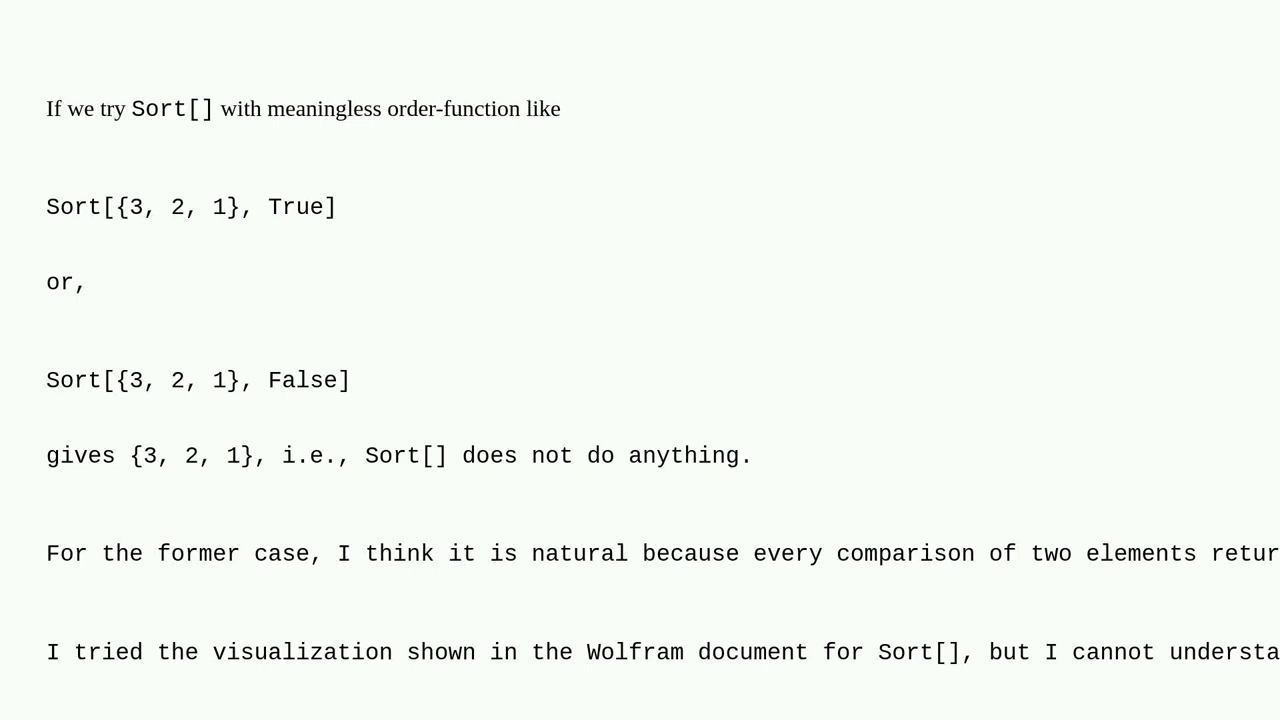 If we try Sort[] with meaningless order-function like
Sort[{3, 2, 1}, True]
or,
Sort[{3, 2, 1}, False]
gives {3, 2, 1}, i.e., Sort[] does not do anything.
For the former case, I think it is natural because every comparison of two elements retur
I tried the visualization shown in the Wolfram document for Sort[], but I cannot understa